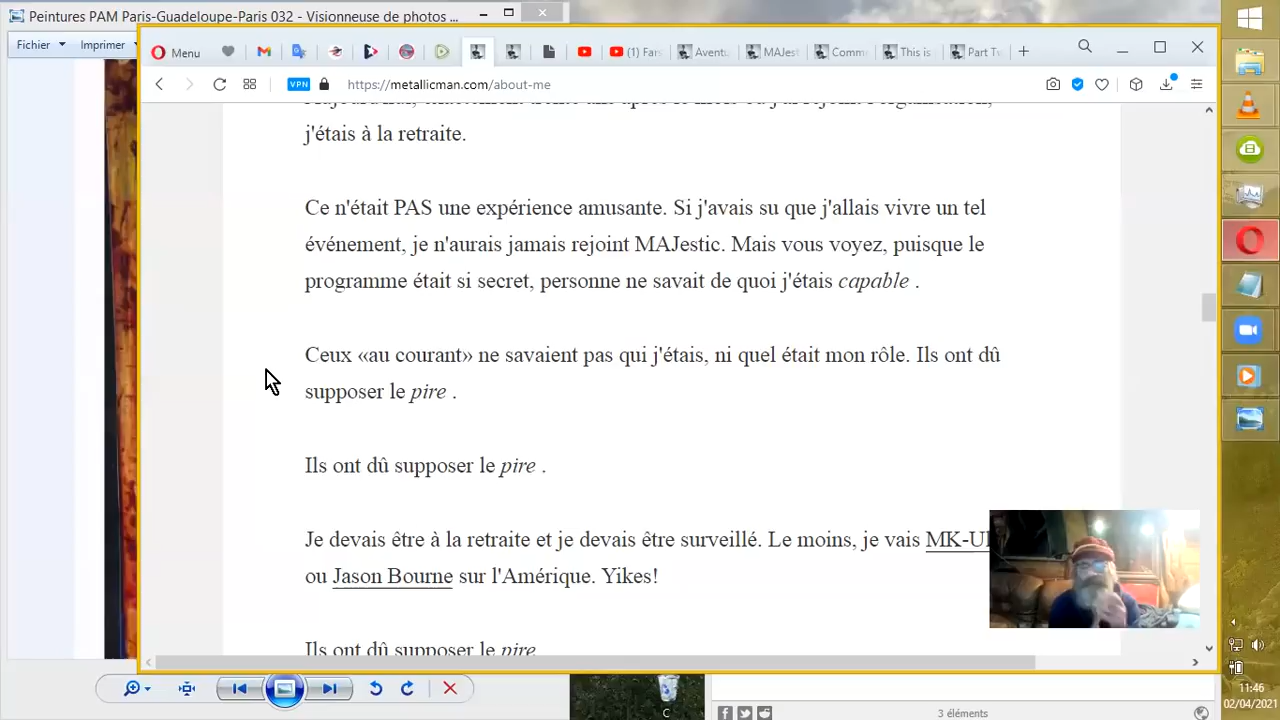 Peintures PAM Paris-Guadeloupe-Paris 032 - Visionneuse de photos ...
Fichier
Imprimer
Menu
(1) Fars
Aventu
MAJest
Comm
This is
Part Tv
VPN
https://metallicman.com/about-me
j'étais à la retraite.
Ce n'était PAS une expérience amusante. Si j'avais su que j'allais vivre un tel
événement, je n'aurais jamais rejoint MAJestic. Mais vous voyez, puisque le
programme était si secret, personne ne savait de quoi j'étais capable .
Ceux «au courant» ne savaient pas qui j'étais, ni quel était mon rôle. Ils ont dû
supposer le pire .
Ils ont dû supposer le pire .
Je devais être à la retraite et je devais être surveillé. Le moins, je vais MK-Ul
ou Jason Bourne sur l'Amérique. Yikes!
Ils ont dû supposer le pire
C
3 éléments
11:46
02/04/2021